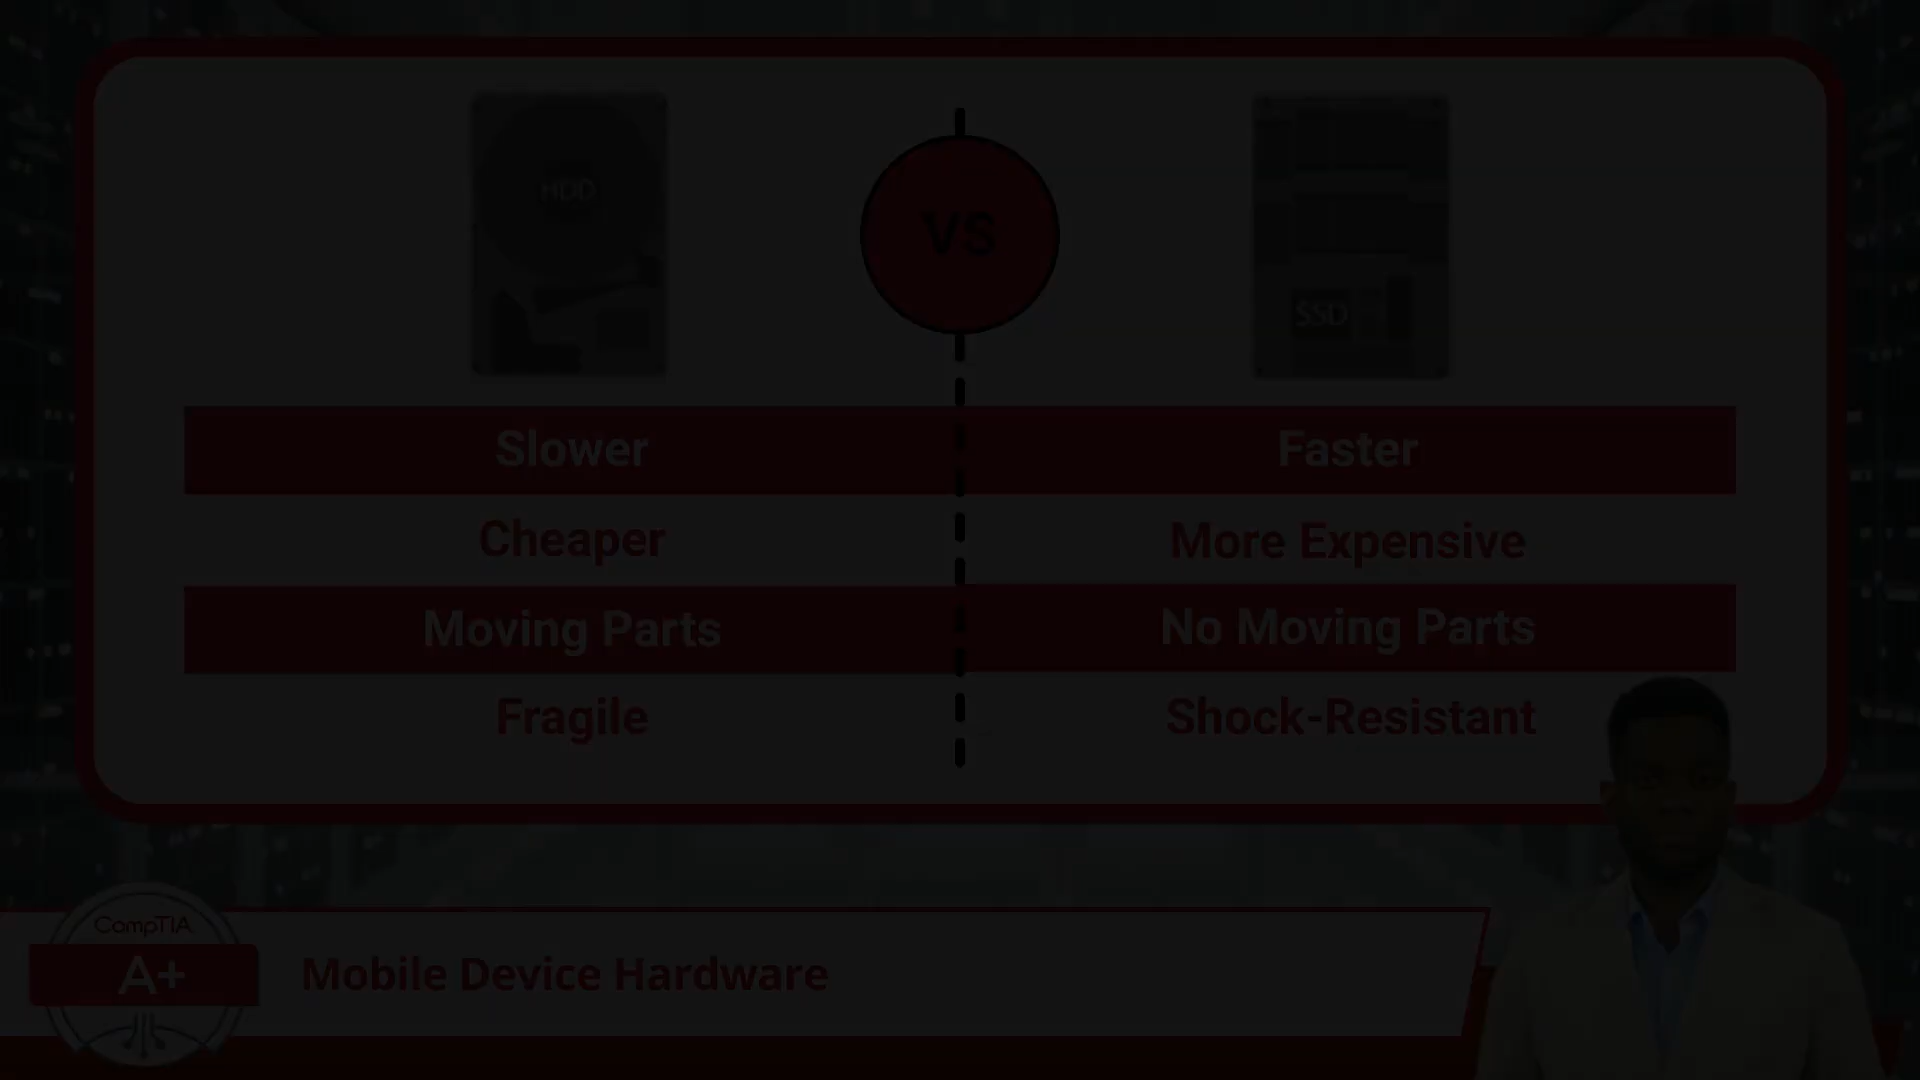 HDD
VS
SSD
Slower
Faster
Cheaper
More Expensive
Moving Parts
No Moving Parts
Fragile
Shock-Resistant
CompTIA
A+
Mobile Device Hardware